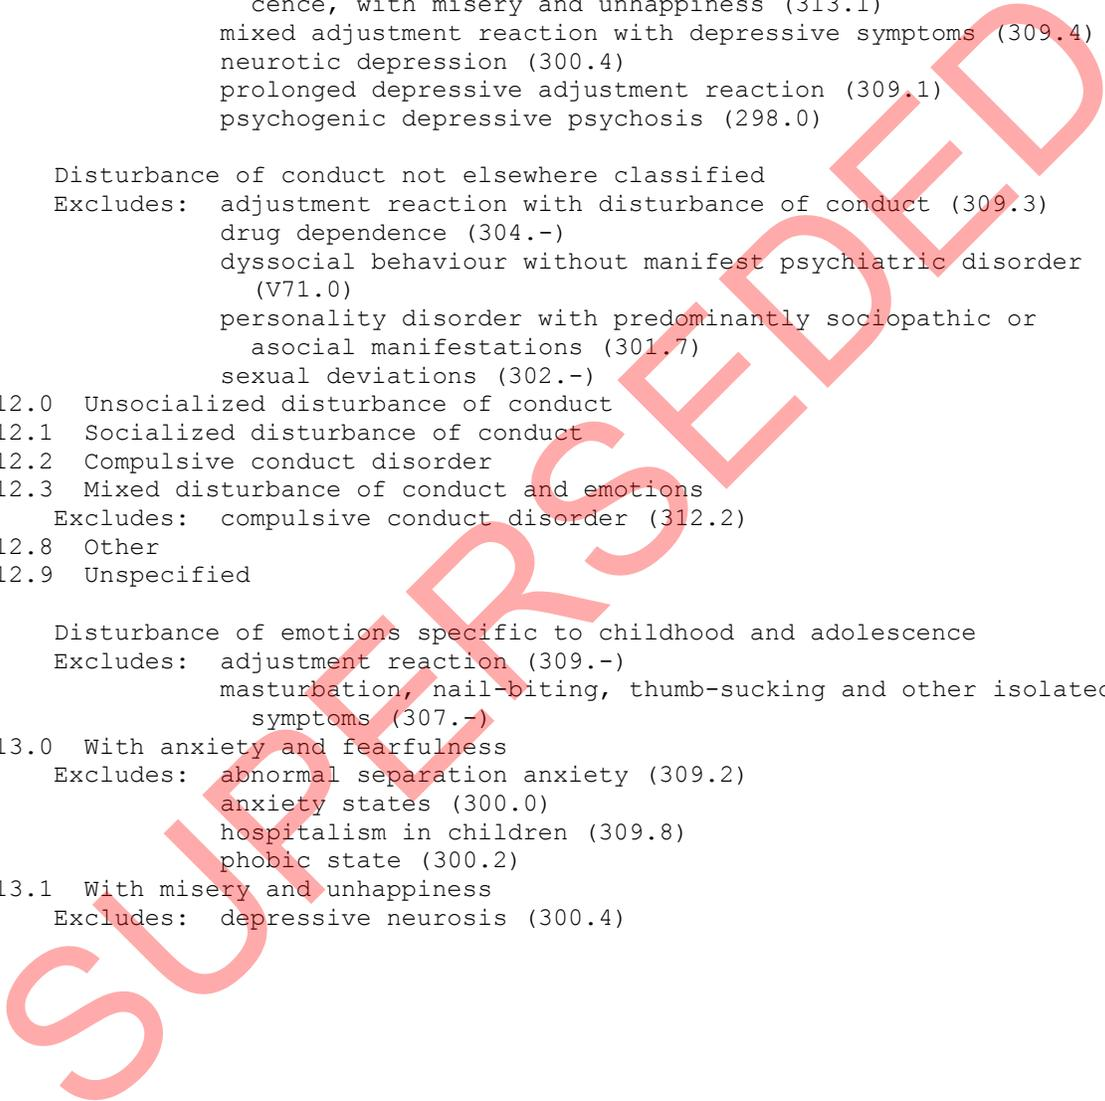 cence, with misery and unhappiness (313.1)
mixed adjustment reaction with depressive symptoms (309.4)
neurotic depression (300.4)
prolonged depressive adjustment reaction (309.1)
psychogenic depressive psychosis (298.0)
Disturbance of conduct not elsewhere classified
Excludes: adjustment reaction with disturbance of conduct (309.3)
drug dependence (304.-)
dyssocial behaviour without manifest psychiatric disorder
(V71.0)
personality disorder with predominantly sociopathic or
asocial manifestations (301.7)
sexual deviations (302.-)
12.0 Unsocialized disturbance of conduct
12.1 Socialized disturbance of conduct
12.2 Compulsive conduct disorder
12.3 Mixed disturbance of conduct and emotions
Excludes: compulsive conduct disorder (312.2)
12.8 Other
12.9 Unspecified
Disturbance of emotions specific to childhood and adolescence
Excludes: adjustment reaction (309.-)
masturbation, nail-biting, thumb-sucking and other isolated
symptoms (307.-)
13.0 With anxiety and fearfulness
Excludes: abnormal separation anxiety (309.2)
anxiety states (300.0)
hospitalism in children (309.8)
phobic state (300.2)
13.1 With misery and unhappiness
Excludes: depressive neurosis (300.4)
SUPERSEDED